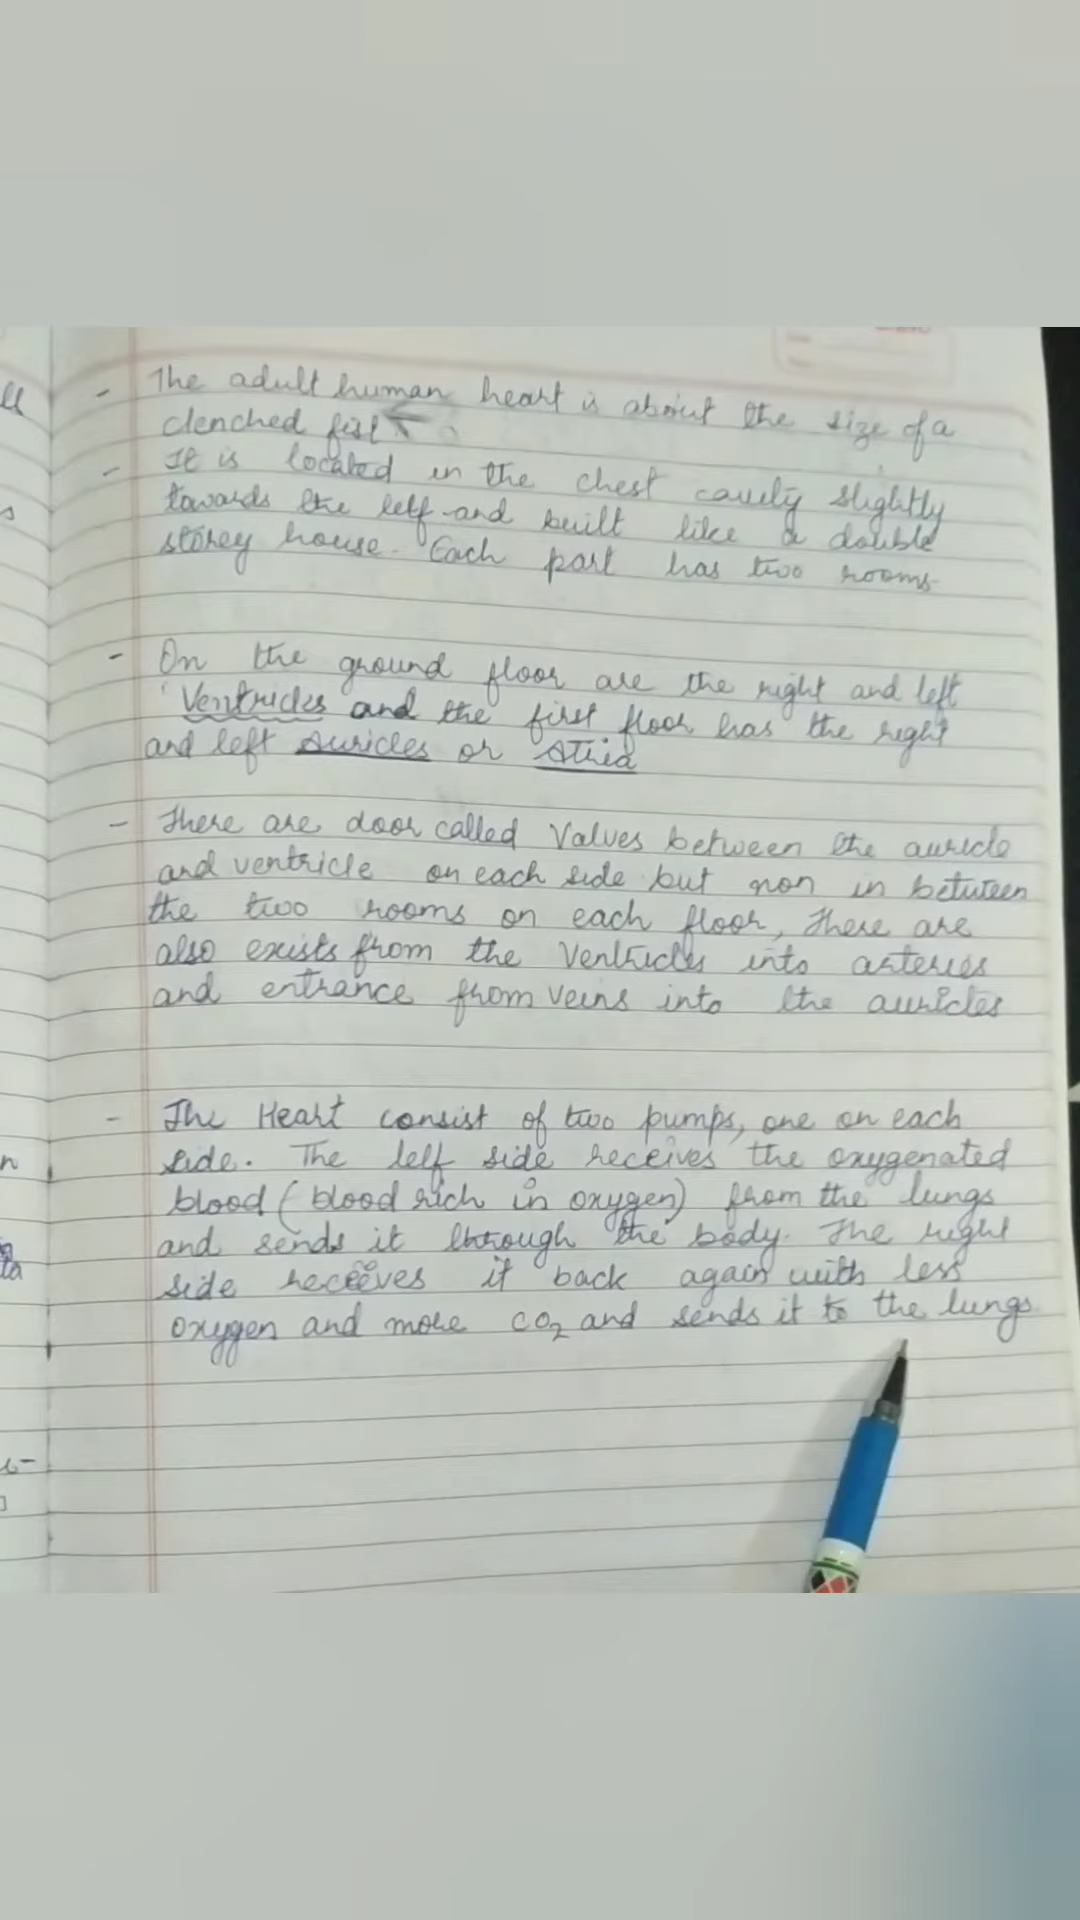 - The adult human heart is about the size of a
clenched fist
- It is located in the chest cavity slightly
towards the left and built like a double
storey house. Each part has two rooms.
- On the ground floor are the right and left
Ventricles and the first floor has the right
and left auricles or atria
- There are door called Valves between the auricle
and ventricle on each side but non in between
the two rooms on each floor, there are
also exists from the Ventricles into arteries
and entrance from veins into the auricles
- The Heart consist of two pumps, one on each
side. The left side receives the oxygenated
blood (blood rich in oxygen) from the lungs
and sends it through the body. The right
side receives it back again with less
oxygen and more CO2 and sends it to the lungs